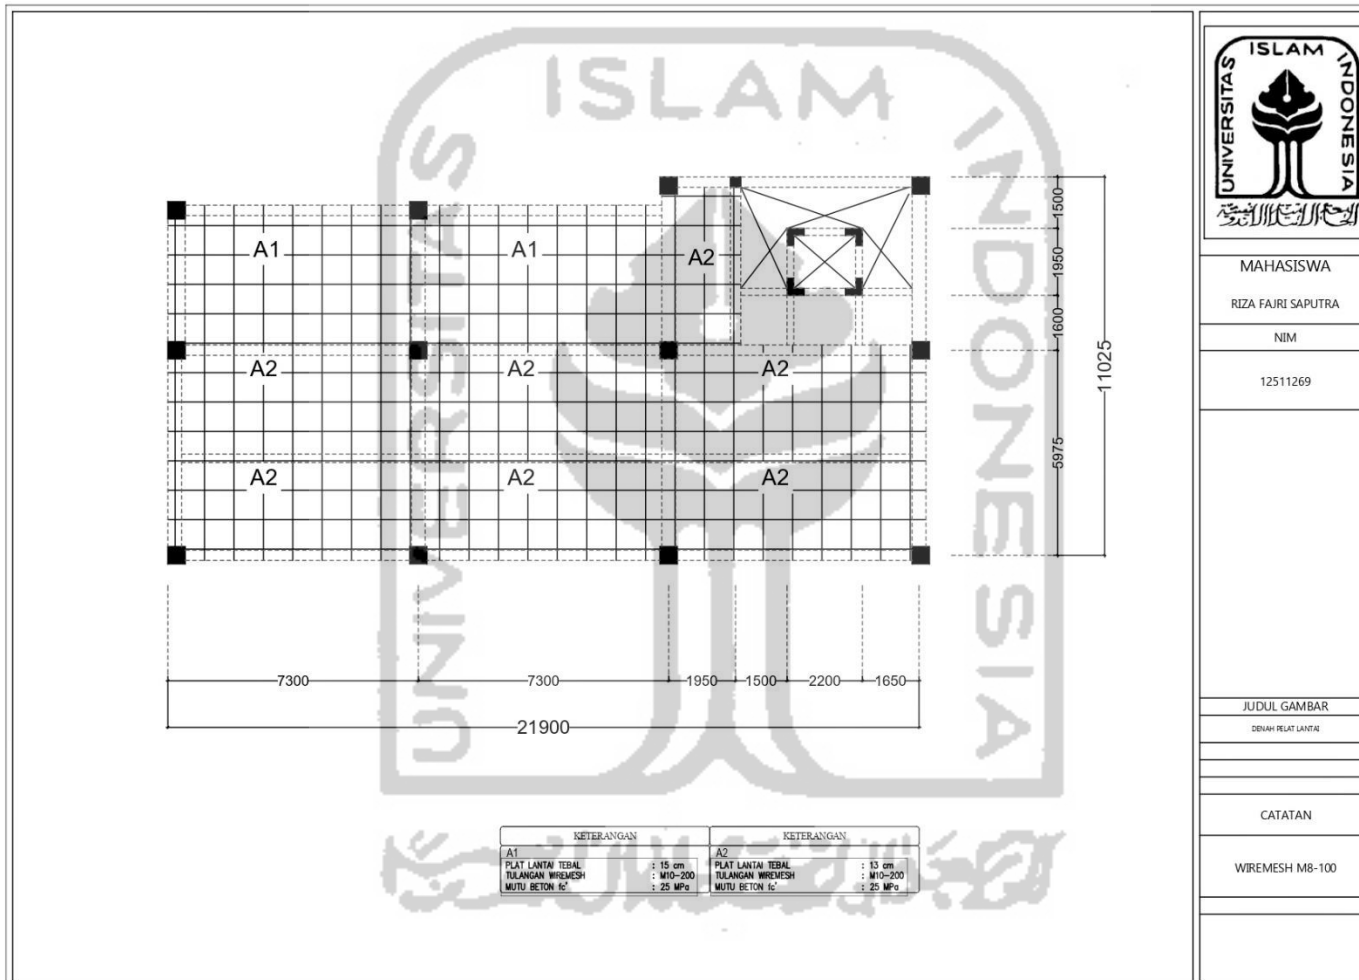 UNIVERSITAS ISLAM INDONESIA
A1
A1
A2
A2
A2
A2
A2
A2
A2
1500
1950
1600
5975
11025
7300
7300
1950
1500
2200
1650
21900
KETERANGAN
A1
PLAT LANTAI TEBAL : 15 cm
TULANGAN WIREMESH : M10-200
MUTU BETON fc' : 25 MPa
KETERANGAN
A2
PLAT LANTAI TEBAL : 13 cm
TULANGAN WIREMESH : M10-200
MUTU BETON fc' : 25 MPa
UNIVERSITAS ISLAM INDONESIA
MAHASISWA
RIZA FAJRI SAPUTRA
NIM
12511269
JUDUL GAMBAR
DENAH PELAT LANTAI
CATATAN
WIREMESH M8-100